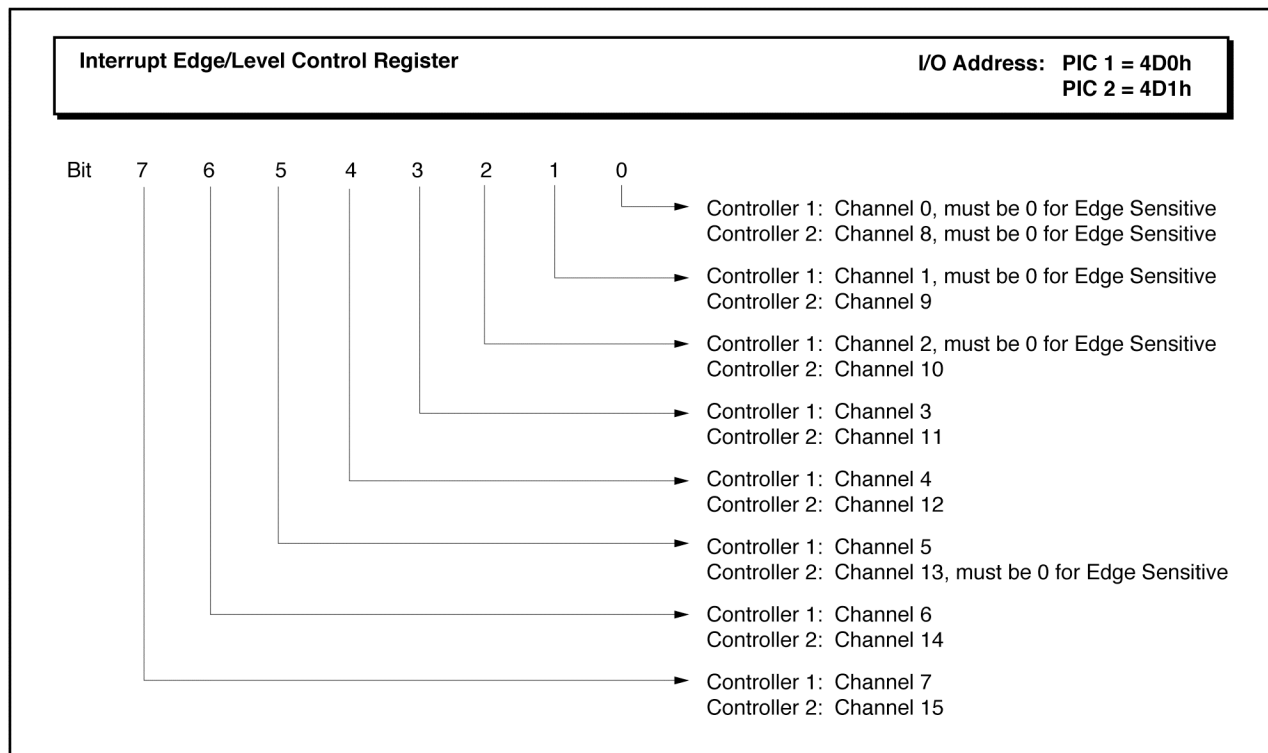 Interrupt Edge/Level Control Register
I/O Address: PIC 1 = 4D0h
PIC 2 = 4D1h
Bit 7 6 5 4 3 2 1 0
Controller 1: Channel 0, must be 0 for Edge Sensitive
Controller 2: Channel 8, must be 0 for Edge Sensitive
Controller 1: Channel 1, must be 0 for Edge Sensitive
Controller 2: Channel 9
Controller 1: Channel 2, must be 0 for Edge Sensitive
Controller 2: Channel 10
Controller 1: Channel 3
Controller 2: Channel 11
Controller 1: Channel 4
Controller 2: Channel 12
Controller 1: Channel 5
Controller 2: Channel 13, must be 0 for Edge Sensitive
Controller 1: Channel 6
Controller 2: Channel 14
Controller 1: Channel 7
Controller 2: Channel 15